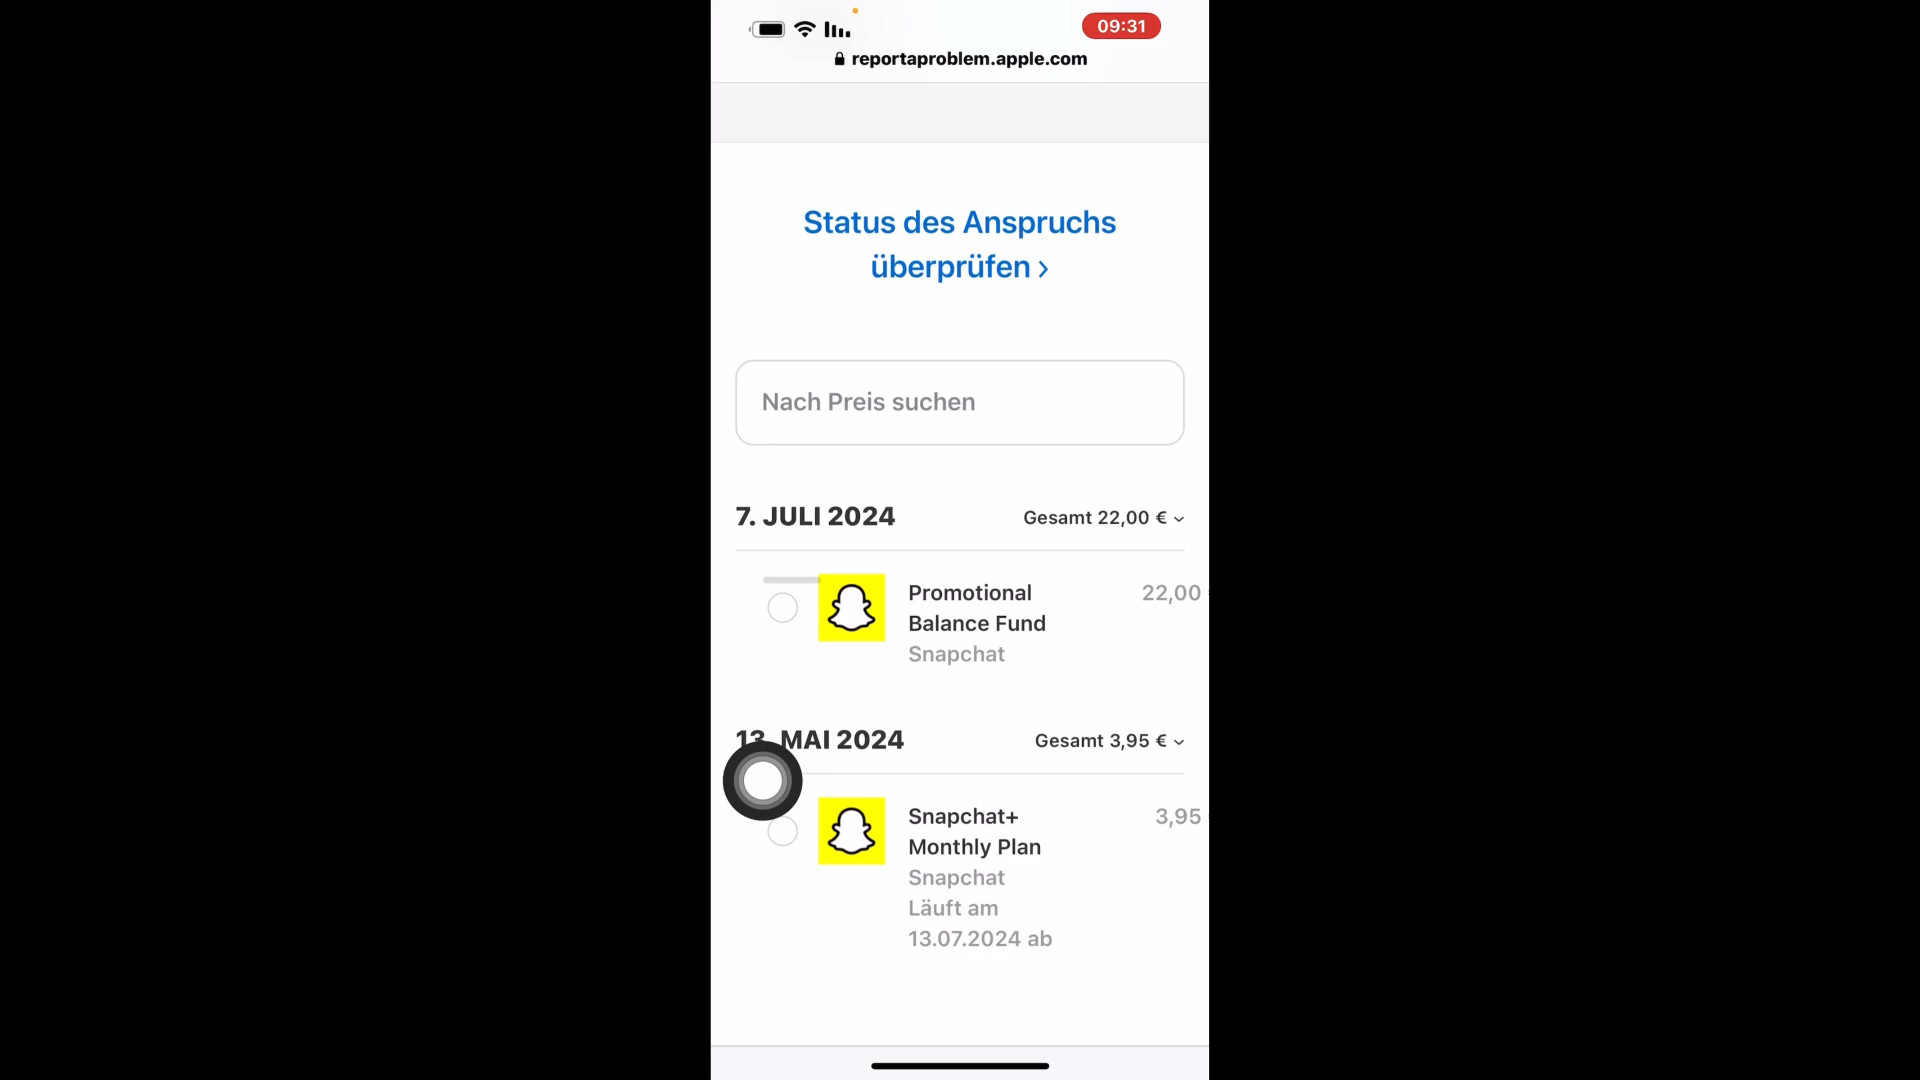 09:31
reportaproblem.apple.com
Status des Anspruchs
überprüfen ›
Nach Preis suchen
7. JULI 2024 Gesamt 22,00 €
Promotional 22,00
Balance Fund
Snapchat
13. MAI 2024 Gesamt 3,95 €
Snapchat+ 3,95
Monthly Plan
Snapchat
Läuft am
13.07.2024 ab